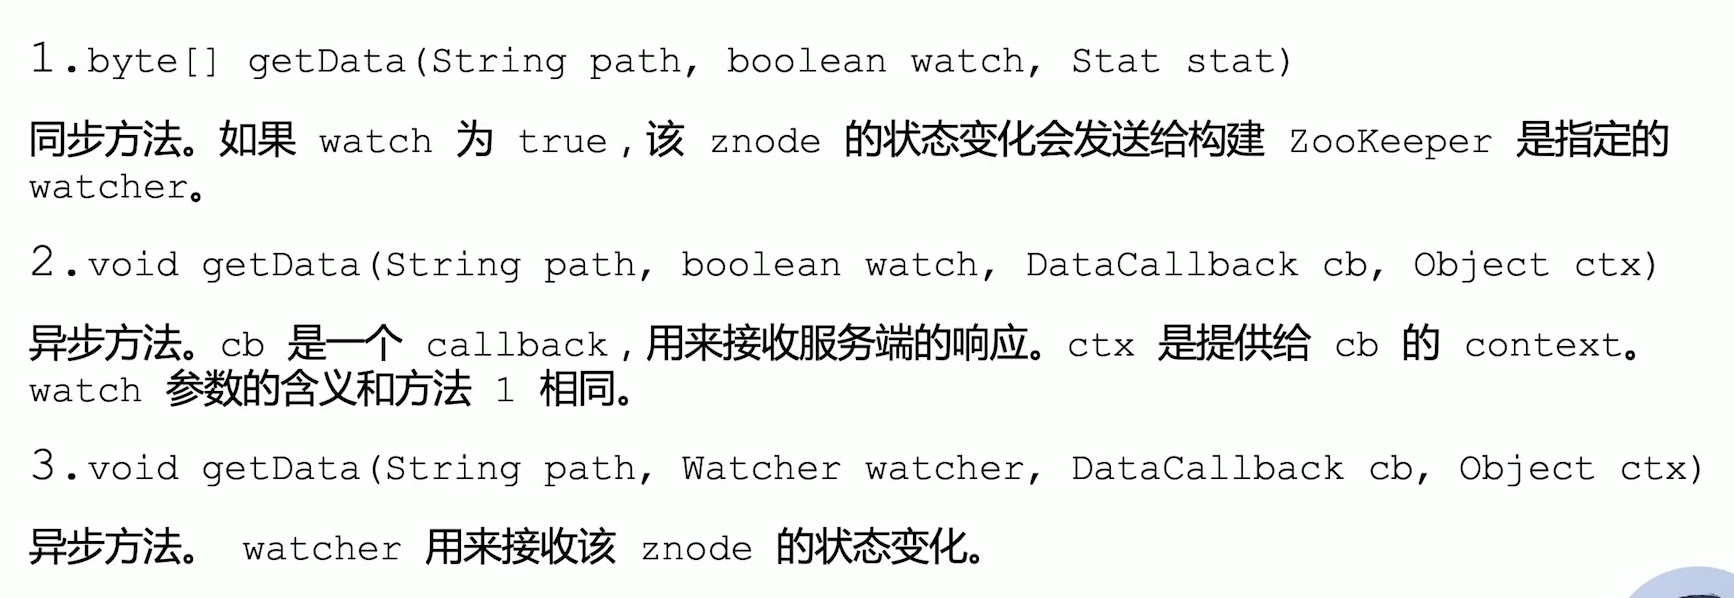 1.byte[] getData(String path, boolean watch, Stat stat)
同步方法。如果 watch 为 true,该 znode 的状态变化会发送给构建 ZooKeeper 是指定的
watcher。
2.void getData(String path, boolean watch, DataCallback cb, Object ctx)
异步方法。cb 是一个 callback,用来接收服务端的响应。ctx 是提供给 cb 的 context。
watch 参数的含义和方法 1 相同。
3.void getData(String path, Watcher watcher, DataCallback cb, Object ctx)
异步方法。 watcher 用来接收该 znode 的状态变化。